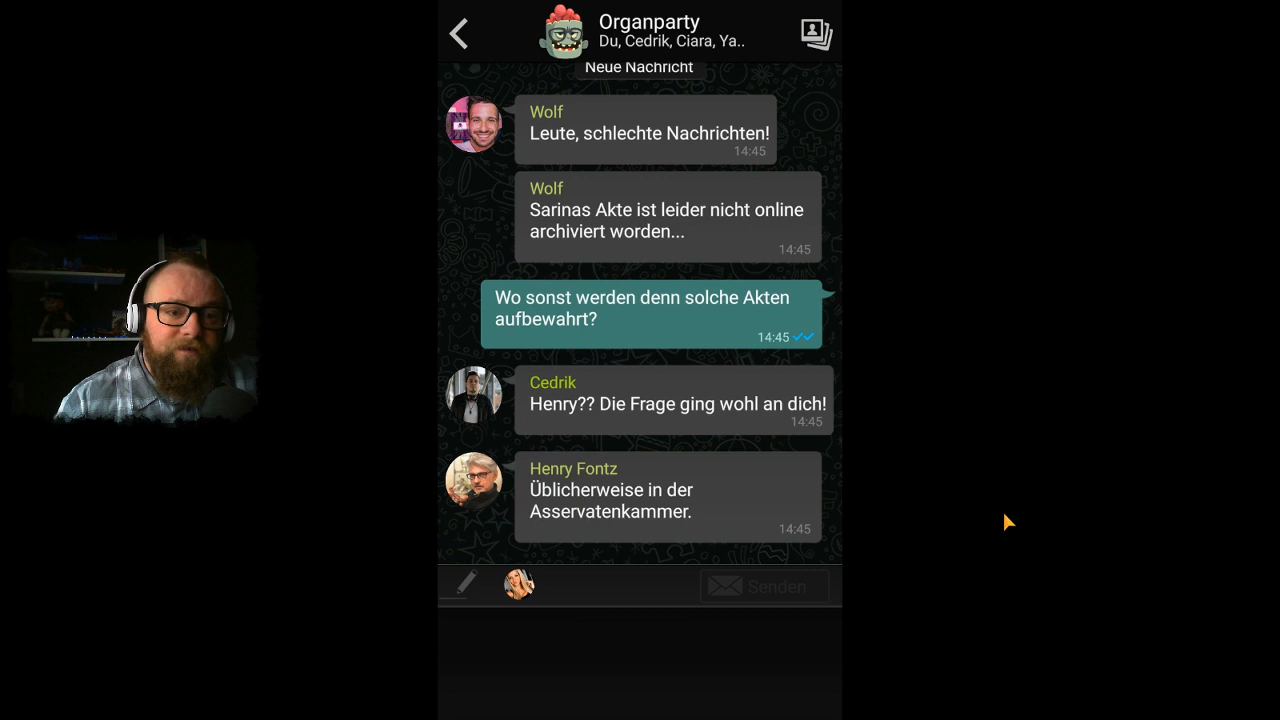 Organparty
Du, Cedrik, Ciara, Ya..
Neue Nachricht
Wolf
Leute, schlechte Nachrichten!
14:45
Wolf
Sarinas Akte ist leider nicht online
archiviert worden...
14:45
Wo sonst werden denn solche Akten
aufbewahrt?
14:45
Cedrik
Henry?? Die Frage ging wohl an dich!
14:45
Henry Fontz
Üblicherweise in der
Asservatenkammer.
14:45
Senden